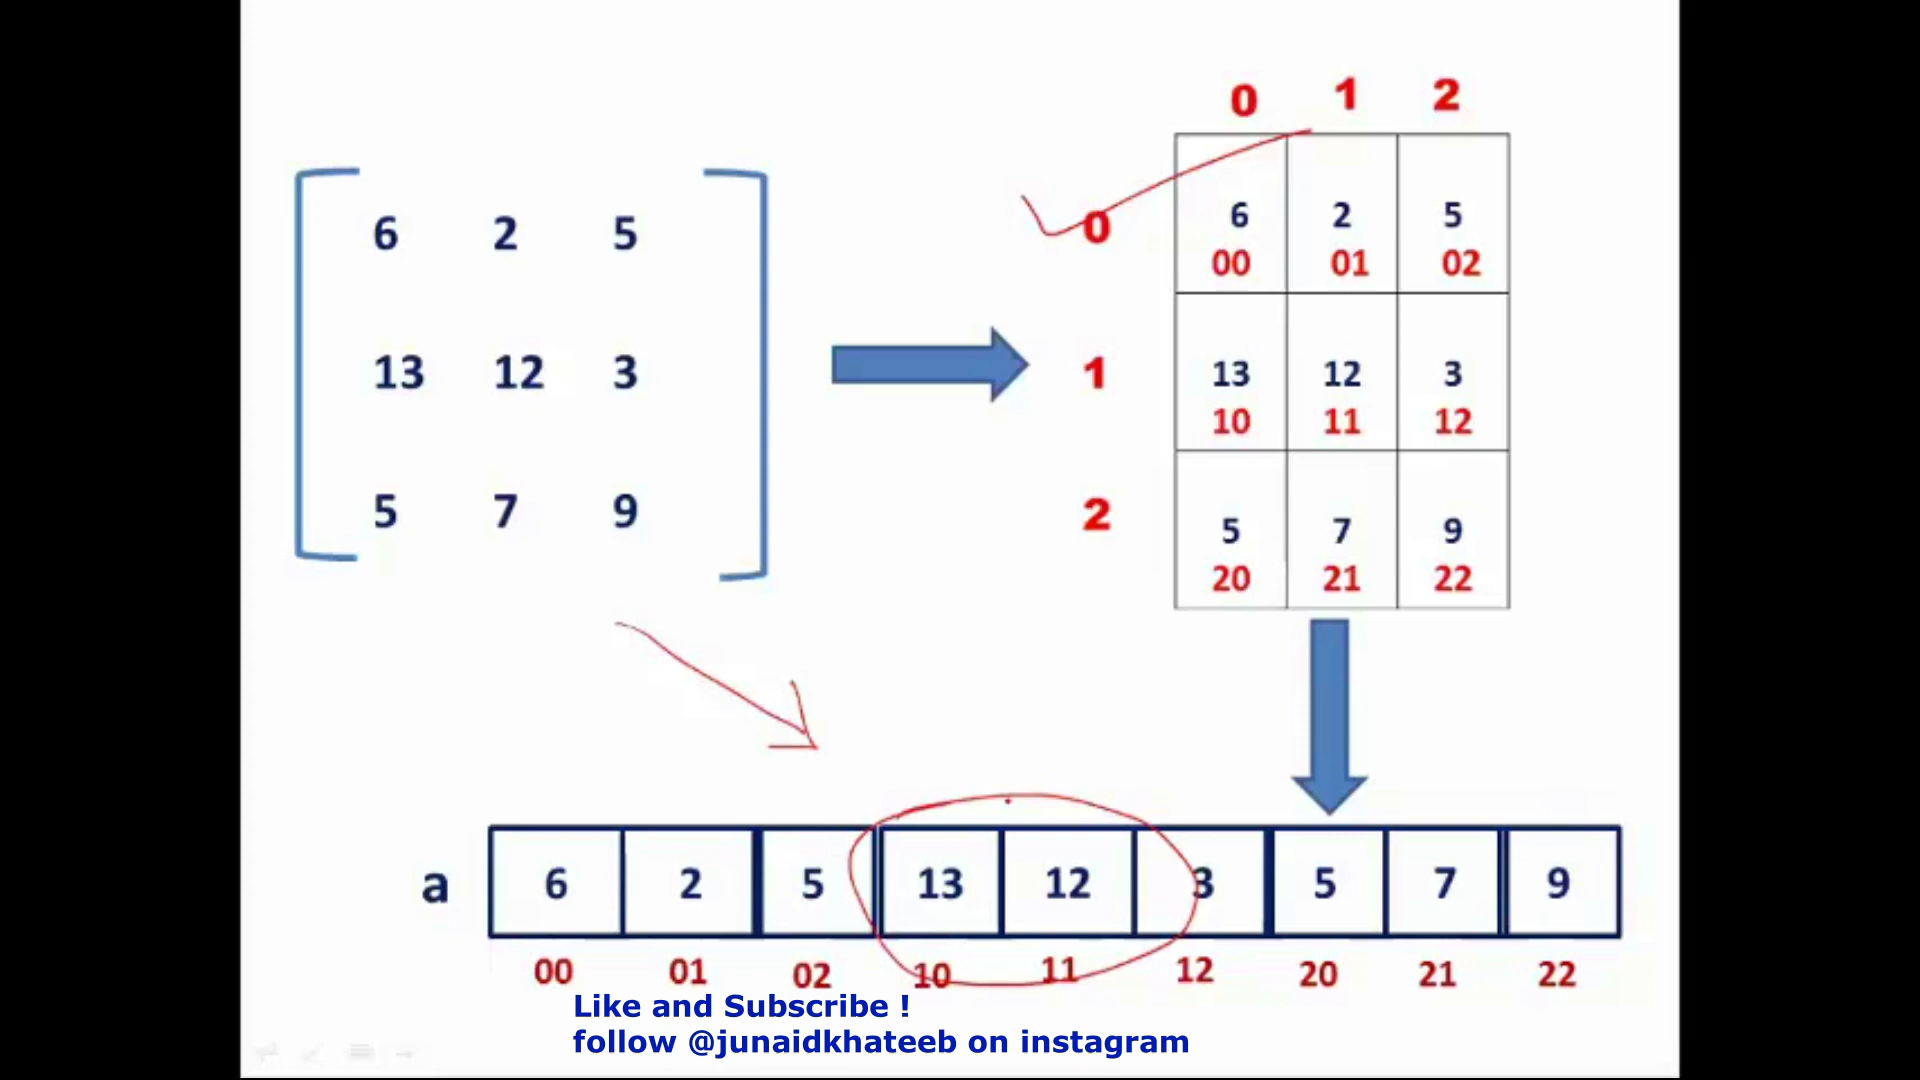 0 1 2
6 2 5
0 6 2 5
00 01 02
13 12 3
1 13 12 3
10 11 12
5 7 9
2 5 7 9
20 21 22
a 6 2 5 13 12 3 5 7 9
00 01 02 10 11 12 20 21 22
Like and Subscribe !
follow @junaidkhateeb on instagram